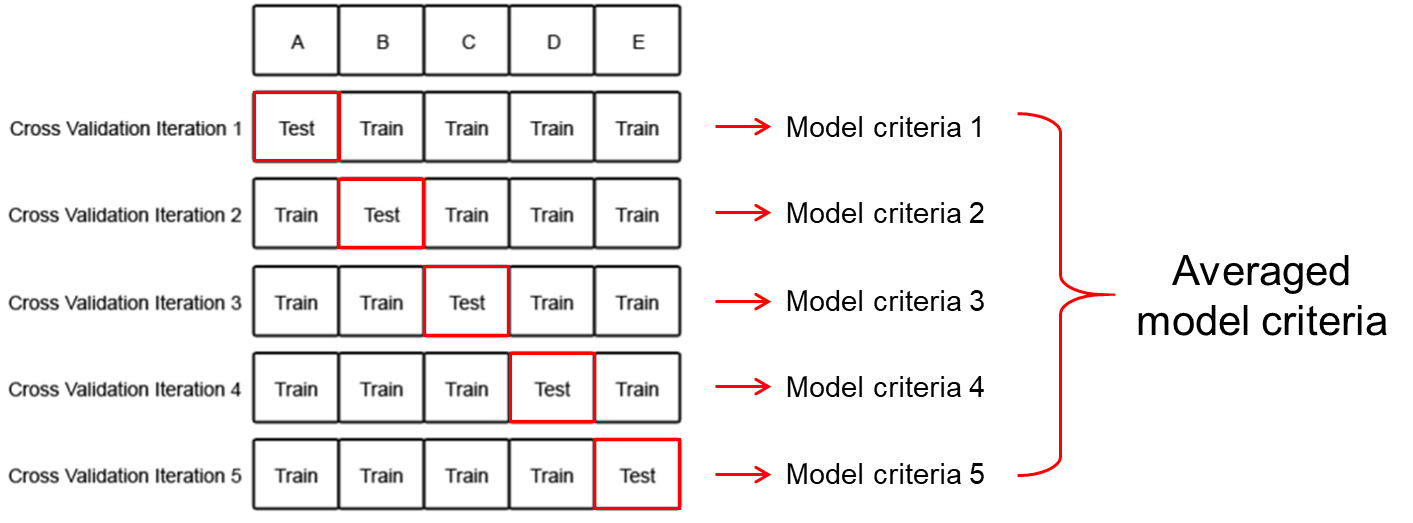 A B C D E
Cross Validation Iteration 1 Test Train Train Train Train Model criteria 1
Cross Validation Iteration 2 Train Test Train Train Train Model criteria 2
Cross Validation Iteration 3 Train Train Test Train Train Model criteria 3
Cross Validation Iteration 4 Train Train Train Test Train Model criteria 4
Cross Validation Iteration 5 Train Train Train Train Test Model criteria 5
Averaged
model criteria